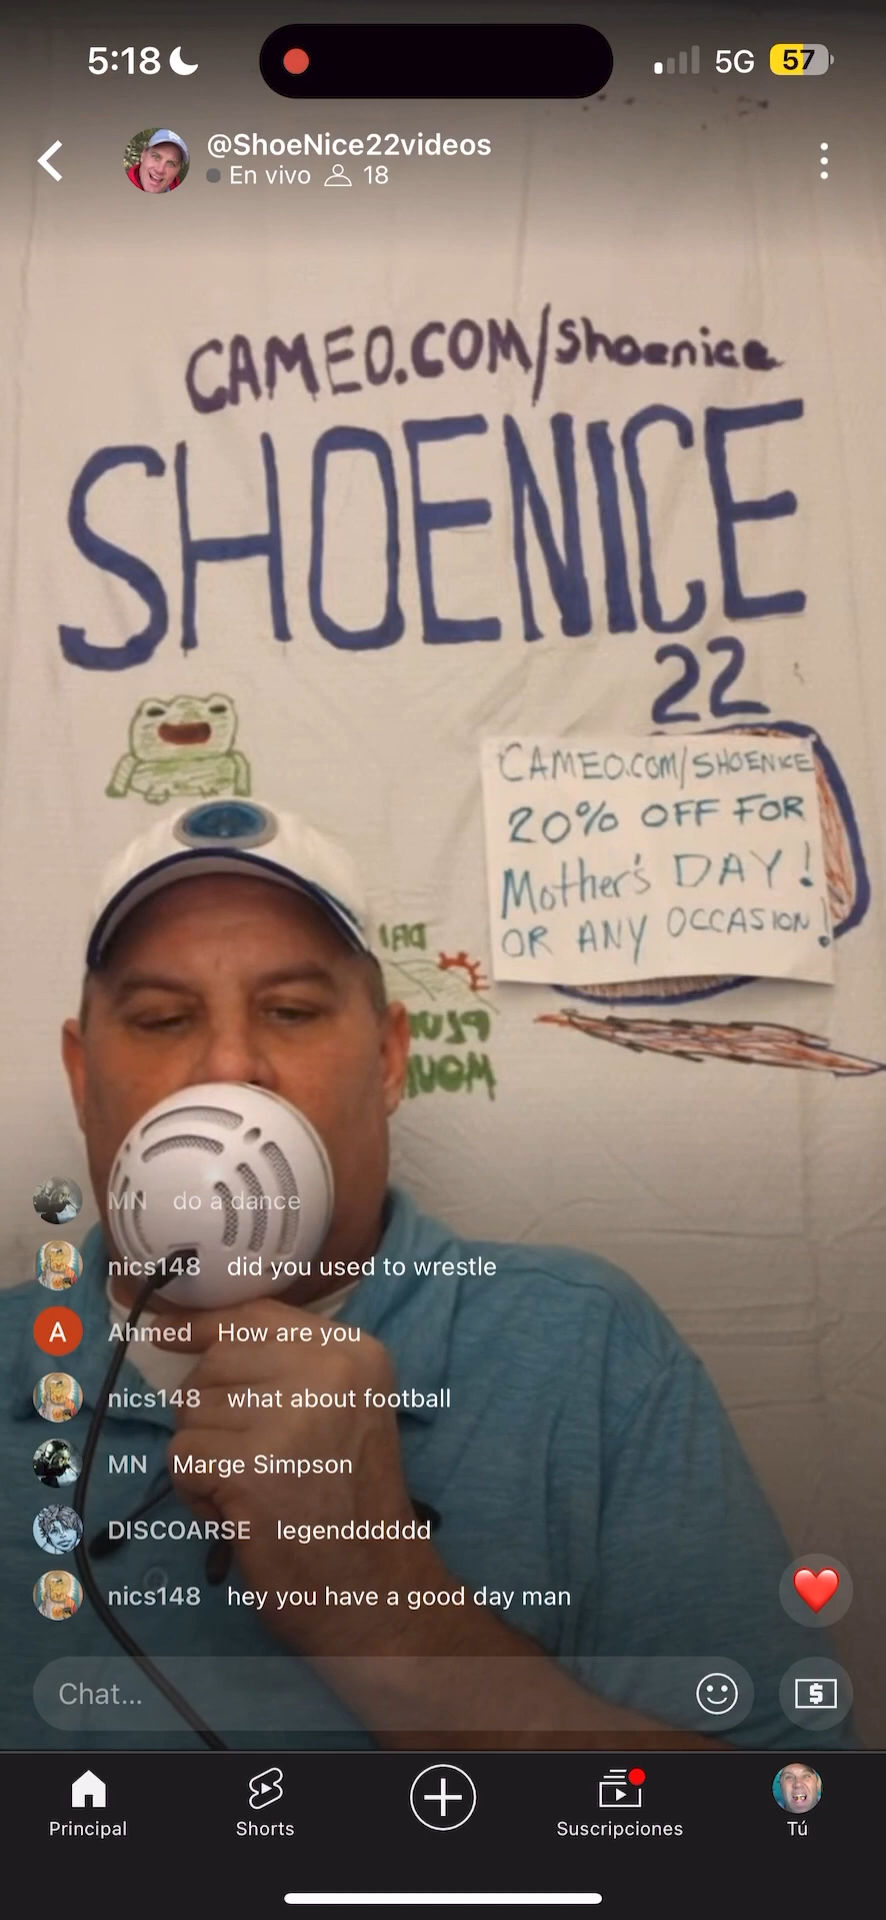 5:18
5G
57
@ShoeNice22videos
En vivo 18
CAMEO.COM/shoenice
SHOENICE
22
CAMEO.COM/SHOENICE
20% OFF FOR
Mother's DAY!
OR ANY OCCASION!
MN do a dance
nics148 did you used to wrestle
A Ahmed How are you
nics148 what about football
MN Marge Simpson
DISCOARSE legendddddd
nics148 hey you have a good day man
Chat...
Principal
Shorts
Suscripciones
Tú